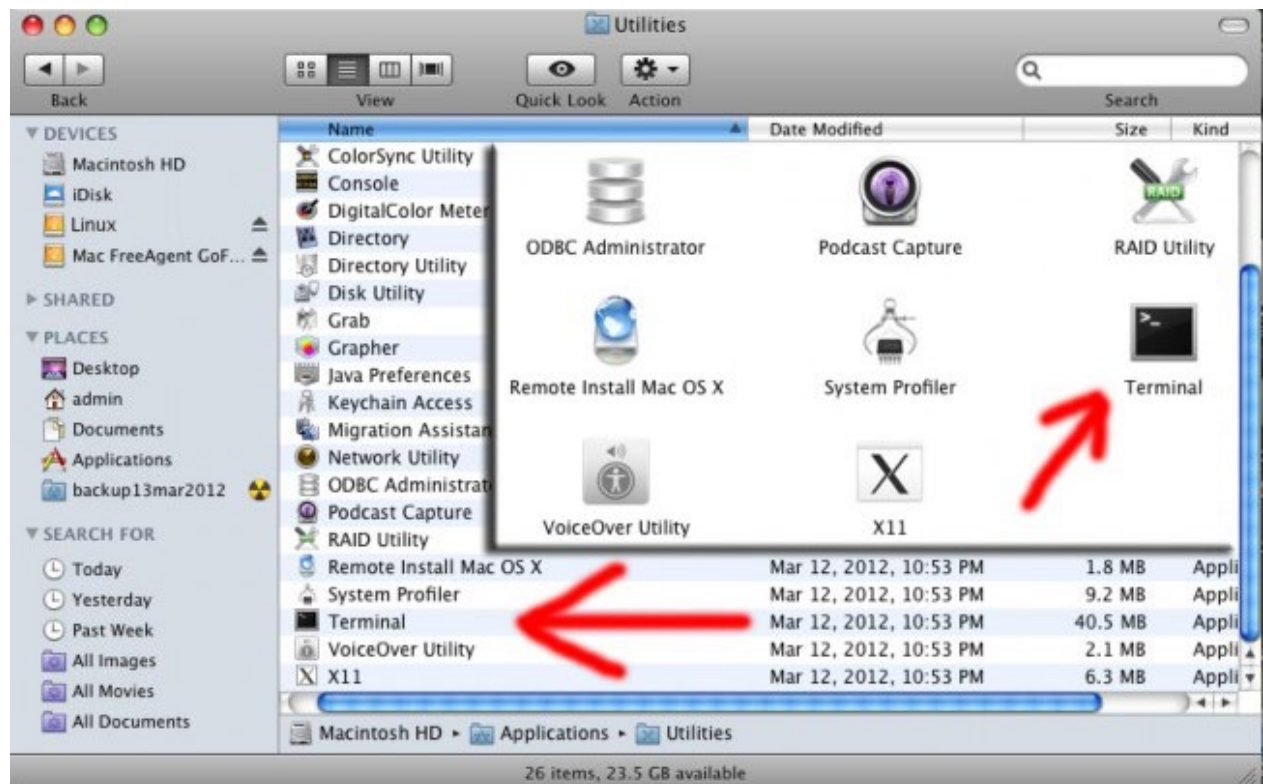 Utilities
Back
View
Quick Look
Action
Search
DEVICES
Macintosh HD
iDisk
Linux
Mac FreeAgent GoF...
SHARED
PLACES
Desktop
admin
Documents
Applications
backup13mar2012
SEARCH FOR
Today
Yesterday
Past Week
All Images
All Movies
All Documents
Name Date Modified Size Kind
ColorSync Utility
Console
DigitalColor Meter
Directory
Directory Utility
Disk Utility
Grab
Grapher
Java Preferences
Keychain Access
Migration Assistan
Network Utility
ODBC Administrat
Podcast Capture
RAID Utility
Remote Install Mac OS X Mar 12, 2012, 10:53 PM 1.8 MB Appli
System Profiler Mar 12, 2012, 10:53 PM 9.2 MB Appli
Terminal Mar 12, 2012, 10:53 PM 40.5 MB Appli
VoiceOver Utility Mar 12, 2012, 10:53 PM 2.1 MB Appli
X11 Mar 12, 2012, 10:53 PM 6.3 MB Appli
ODBC Administrator
Podcast Capture
RAID
RAID Utility
Remote Install Mac OS X
System Profiler
>_
Terminal
VoiceOver Utility
X
X11
Macintosh HD ▸ Applications ▸ Utilities
26 items, 23.5 GB available